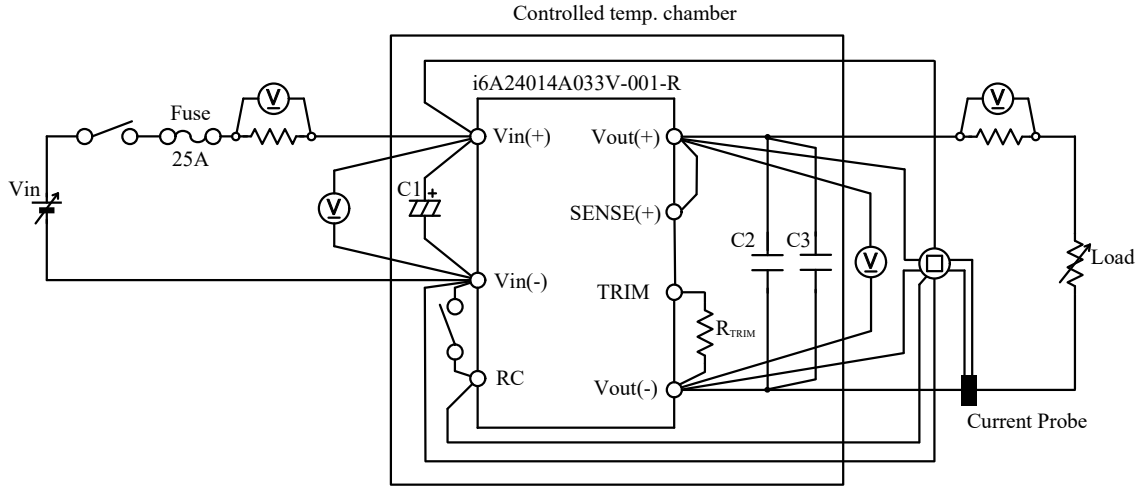 Controlled temp. chamber
i6A24014A033V-001-R
Fuse
25A
V
V
Vin(+)
Vout(+)
Vin
V
C1
+
SENSE(+)
C2
C3
V
Load
Vin(-)
TRIM
RTRIM
RC
Vout(-)
Current Probe